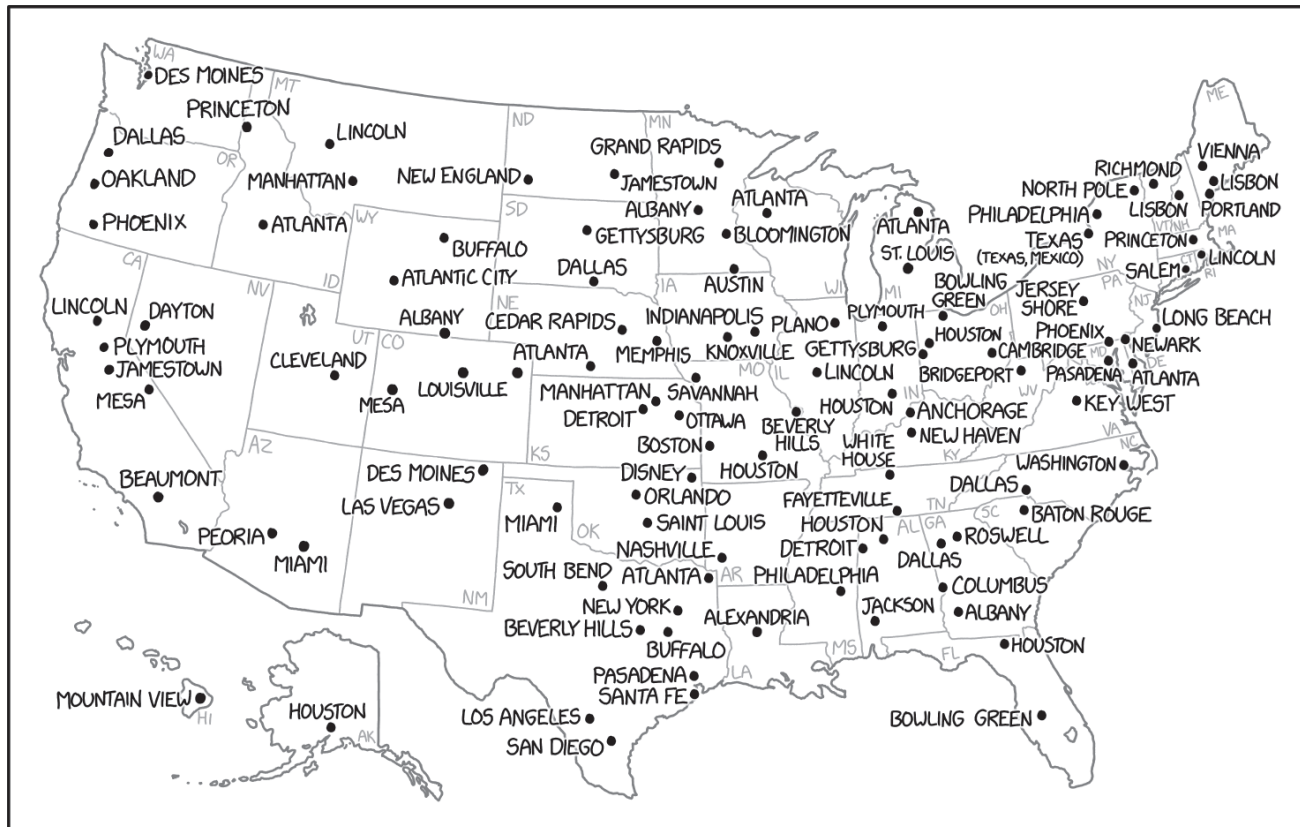 WA
DES MOINES
MT
PRINCETON
DALLAS
LINCOLN
ND
MN
ME
GRAND RAPIDS
OR
OAKLAND
MANHATTAN
NEW ENGLAND
JAMESTOWN
VIENNA
RICHMOND
LISBON
NORTH POLE
ATLANTA
ALBANY
LISBON
PORTLAND
PHILADELPHIA
WY
SD
PHOENIX
ATLANTA
GETTYSBURG
BLOOMINGTON
ATLANTA
VT
NH
MA
TEXAS
(TEXAS, MEXICO)
PRINCETON
BUFFALO
ST. LOUIS
LINCOLN
CA
ID
NV
ATLANTIC CITY
DALLAS
AUSTIN
NY
CT
RI
SALEM
PA
IA
WI
MI
BOWLING
GREEN
JERSEY
SHORE
NJ
NE
OH
LINCOLN
DAYTON
ALBANY
CEDAR RAPIDS
INDIANAPOLIS
PLANO
PLYMOUTH
LONG BEACH
UT
CO
PLYMOUTH
MEMPHIS
KNOXVILLE
HOUSTON
GETTYSBURG
PHOENIX
NEWARK
CAMBRIDGE
MD
DE
CLEVELAND
ATLANTA
JAMESTOWN
LOUISVILLE
MO
IL
LINCOLN
BRIDGEPORT
PASADENA
ATLANTA
MESA
MESA
MANHATTAN
SAVANNAH
HOUSTON
IN
WV
KEY WEST
DETROIT
OTTAWA
BEVERLY
HILLS
ANCHORAGE
NEW HAVEN
VA
AZ
KS
BOSTON
WHITE
HOUSE
KY
NC
BEAUMONT
DES MOINES
DISNEY
HOUSTON
WASHINGTON
TX
LAS VEGAS
ORLANDO
FAYETTEVILLE
DALLAS
TN
MIAMI
OK
SAINT LOUIS
HOUSTON
AL
GA
SC
BATON ROUGE
PEORIA
MIAMI
NASHVILLE
DETROIT
ROSWELL
DALLAS
SOUTH BEND
ATLANTA
AR
PHILADELPHIA
COLUMBUS
NM
NEW YORK
ALEXANDRIA
JACKSON
ALBANY
BEVERLY HILLS
BUFFALO
MS
FL
HOUSTON
PASADENA
LA
MOUNTAIN VIEW
SANTA FE
HI
HOUSTON
AK
LOS ANGELES
BOWLING GREEN
SAN DIEGO